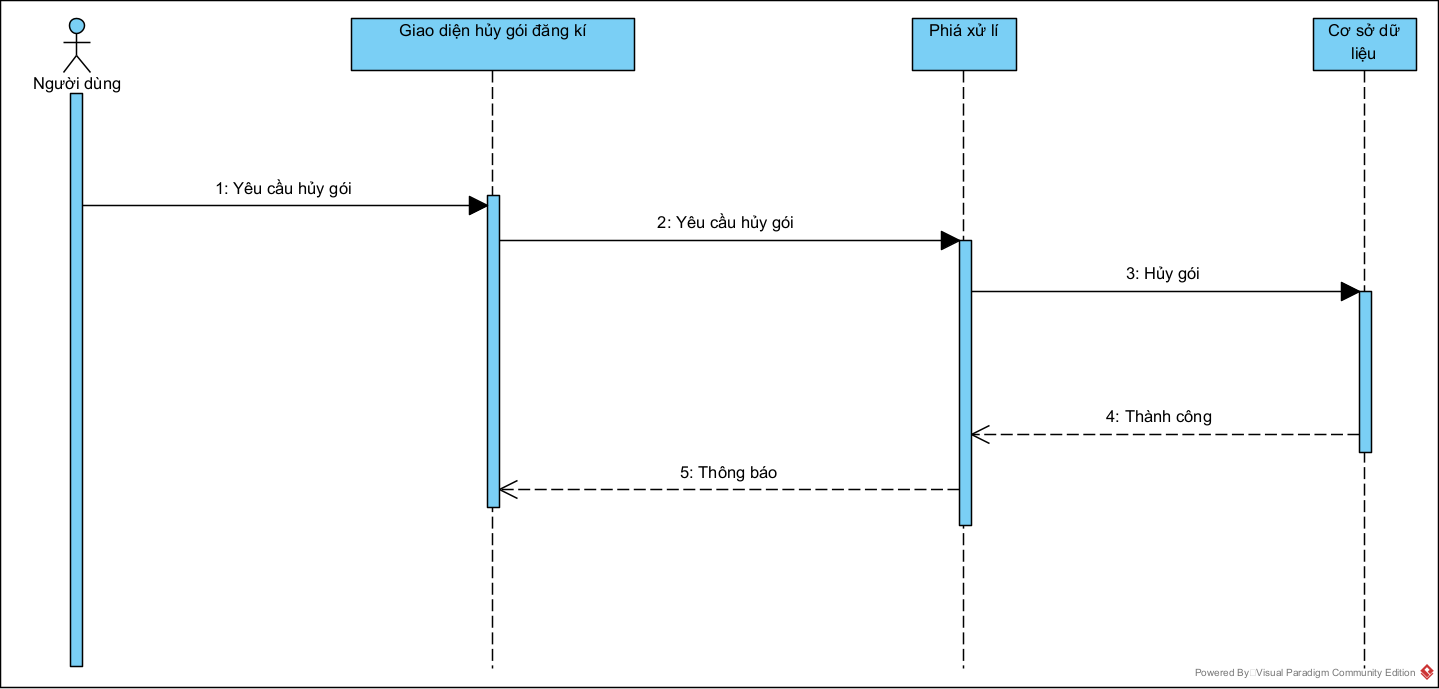 Người dùng
Giao diện hủy gói đăng kí
Phiá xử lí
Cơ sở dữ
liệu
1: Yêu cầu hủy gói
2: Yêu cầu hủy gói
3: Hủy gói
4: Thành công
5: Thông báo
Powered By Visual Paradigm Community Edition